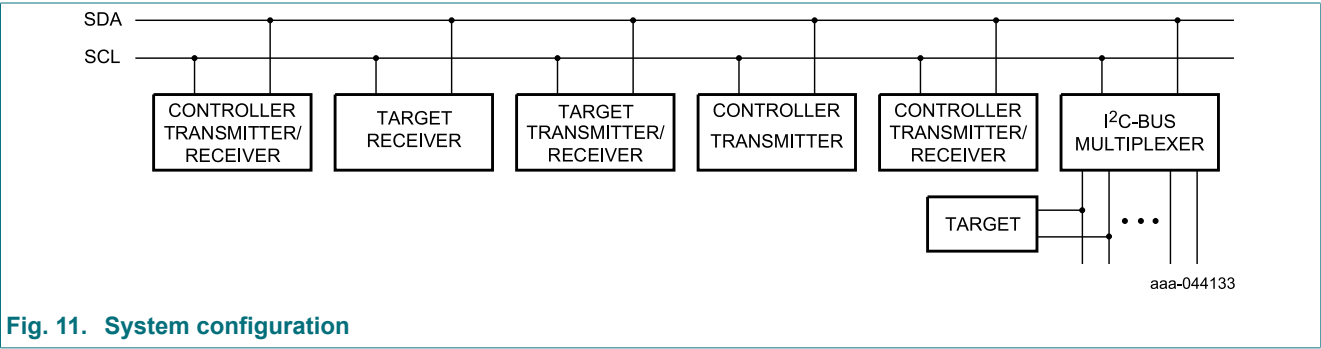 SDA
SCL
CONTROLLER
TRANSMITTER/
RECEIVER
TARGET
RECEIVER
TARGET
TRANSMITTER/
RECEIVER
CONTROLLER
TRANSMITTER
CONTROLLER
TRANSMITTER/
RECEIVER
I²C-BUS
MULTIPLEXER
TARGET
aaa-044133
Fig. 11. System configuration